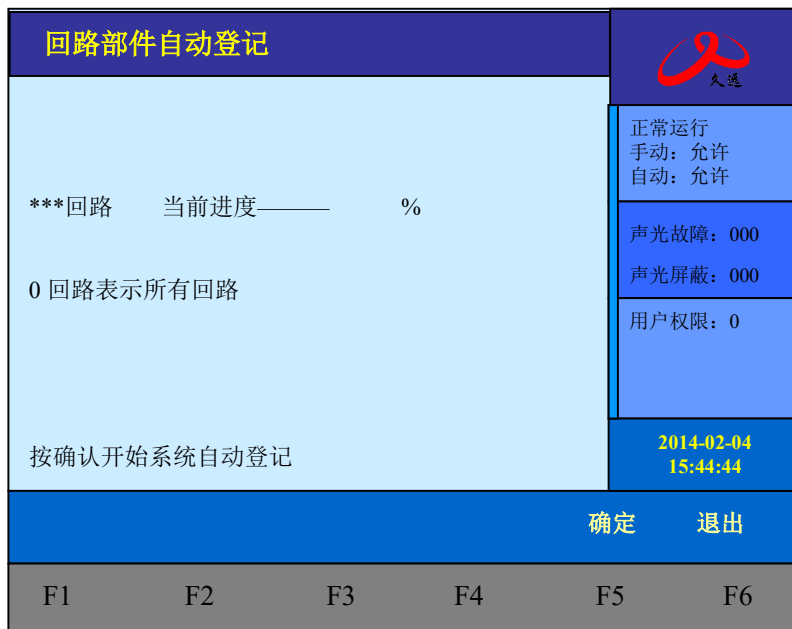 回路部件自动登记
久远
正常运行
手动：允许
自动：允许
***回路 当前进度——— %
声光故障：000
声光屏蔽：000
0 回路表示所有回路
用户权限：0
按确认开始系统自动登记
2014-02-04
15:44:44
确定 退出
F1 F2 F3 F4 F5 F6